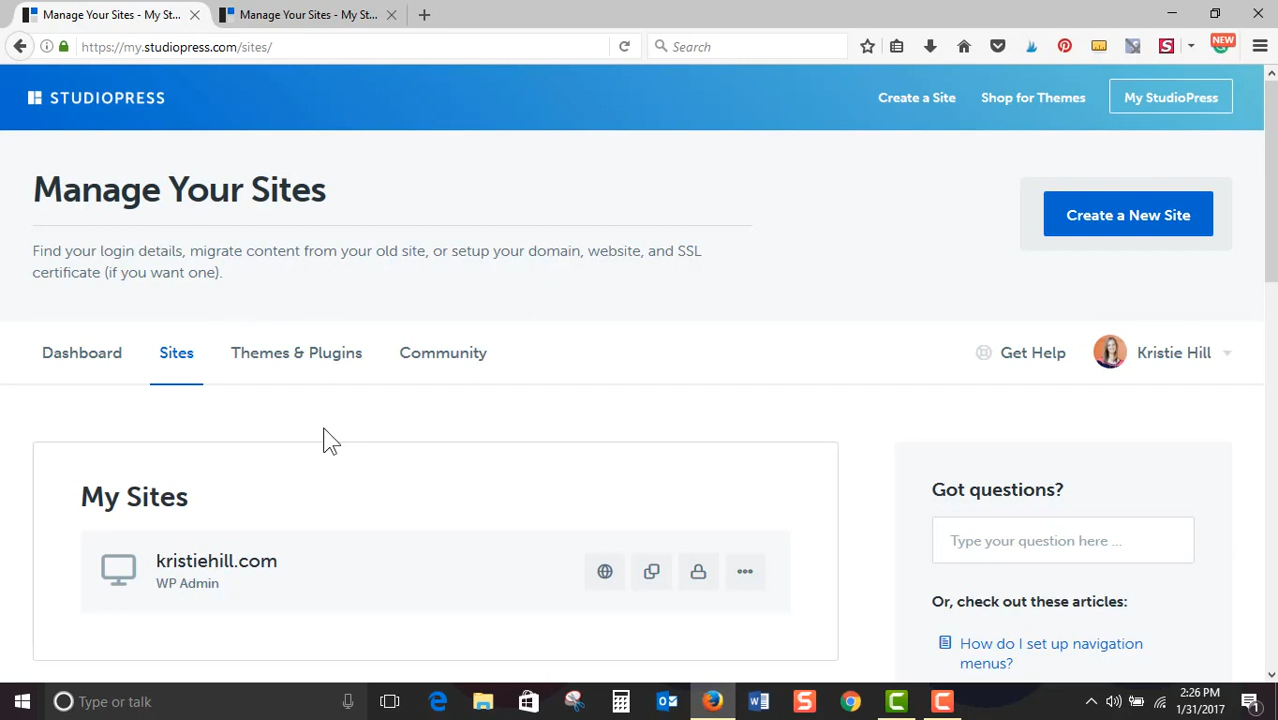 Manage Your Sites - My St...
Manage Your Sites - My St...
https://my.studiopress.com/sites/
Search
NEW
STUDIOPRESS
Create a Site
Shop for Themes
My StudioPress
Manage Your Sites
Create a New Site
Find your login details, migrate content from your old site, or setup your domain, website, and SSL
certificate (if you want one).
Dashboard
Sites
Themes & Plugins
Community
Get Help
Kristie Hill
My Sites
kristiehill.com
WP Admin
Got questions?
Type your question here ...
Or, check out these articles:
How do I set up navigation
menus?
Type or talk
2:26 PM
1/31/2017